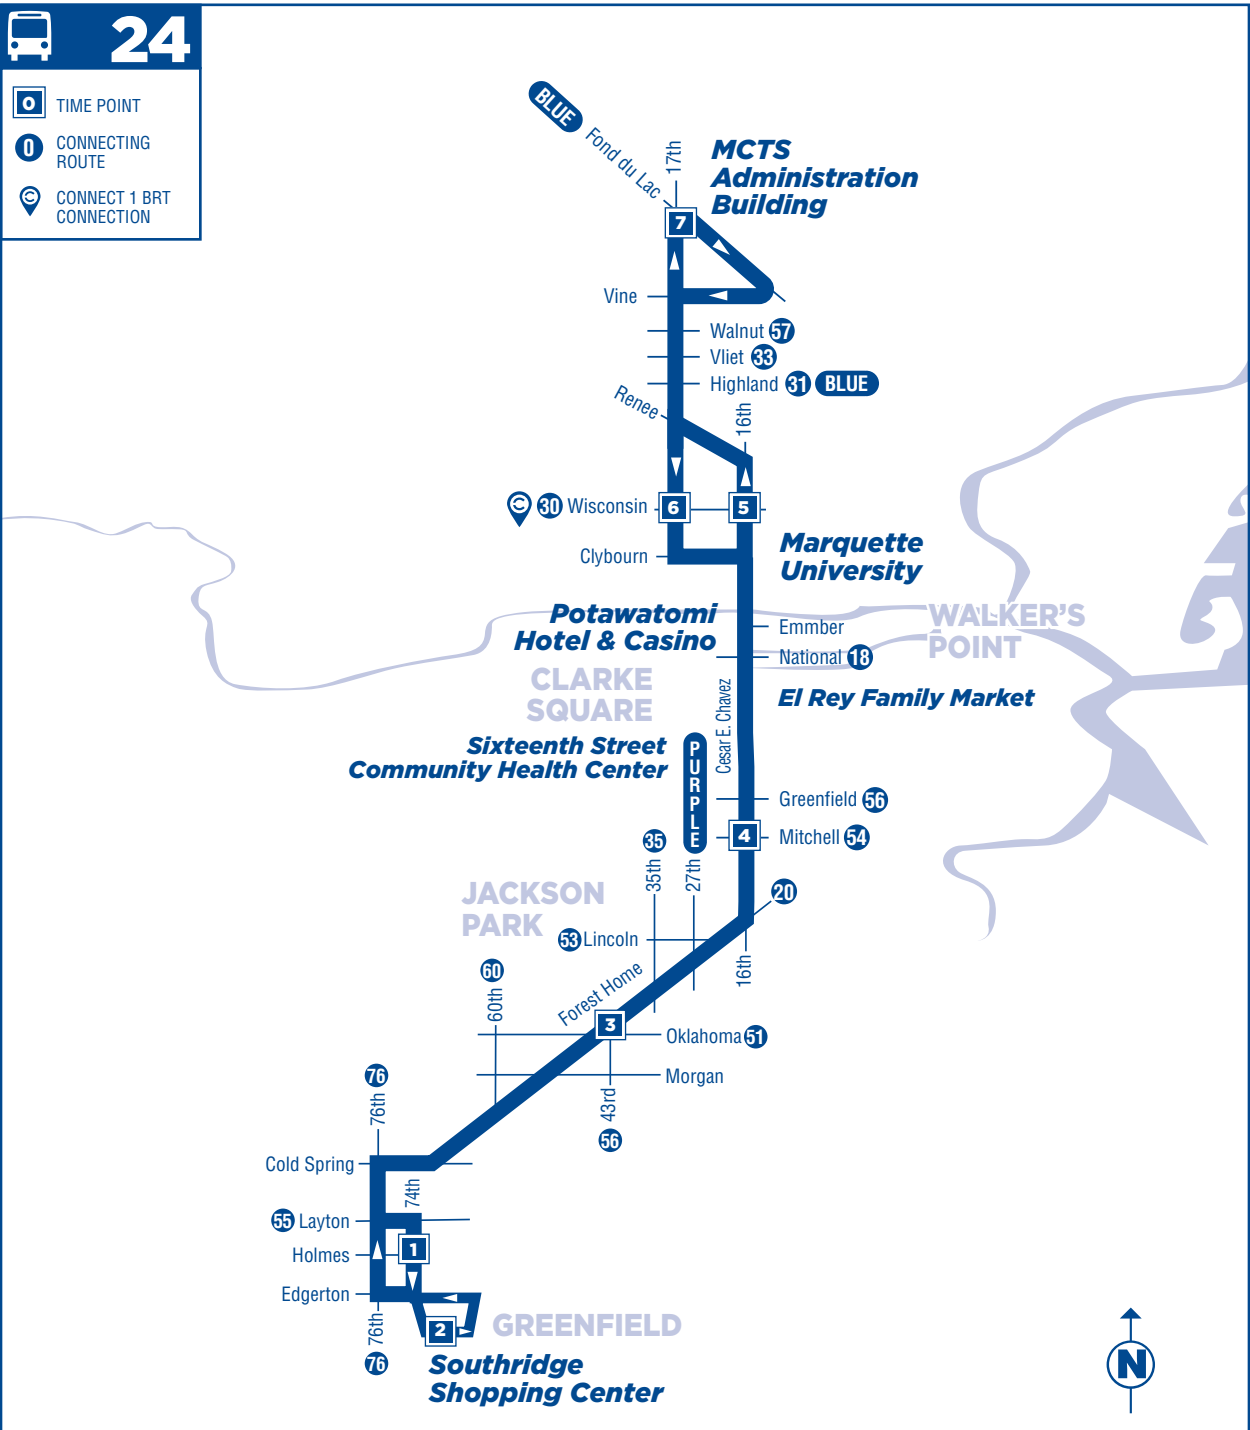 24
0 TIME POINT
0 CONNECTING
ROUTE
C CONNECT 1 BRT
CONNECTION
BLUE
Fond du Lac
17th
MCTS
Administration
Building
7
Vine
Walnut 57
Vliet 33
Highland 31 BLUE
Renee
16th
C 30 Wisconsin 6 5
Clybourn
Marquette
University
Potawatomi
Hotel & Casino
Emmber
WALKER'S
POINT
National 18
CLARKE
SQUARE
Cesar E. Chavez
El Rey Family Market
Sixteenth Street
Community Health Center
PURPLE
Greenfield 56
4 Mitchell 54
35
35th
27th
20
JACKSON
PARK
53 Lincoln
16th
60
60th
Forest Home
3
Oklahoma 51
Morgan
43rd
56
76
76th
Cold Spring
74th
55 Layton
Holmes 1
Edgerton
76th
76
2
GREENFIELD
Southridge
Shopping Center
N